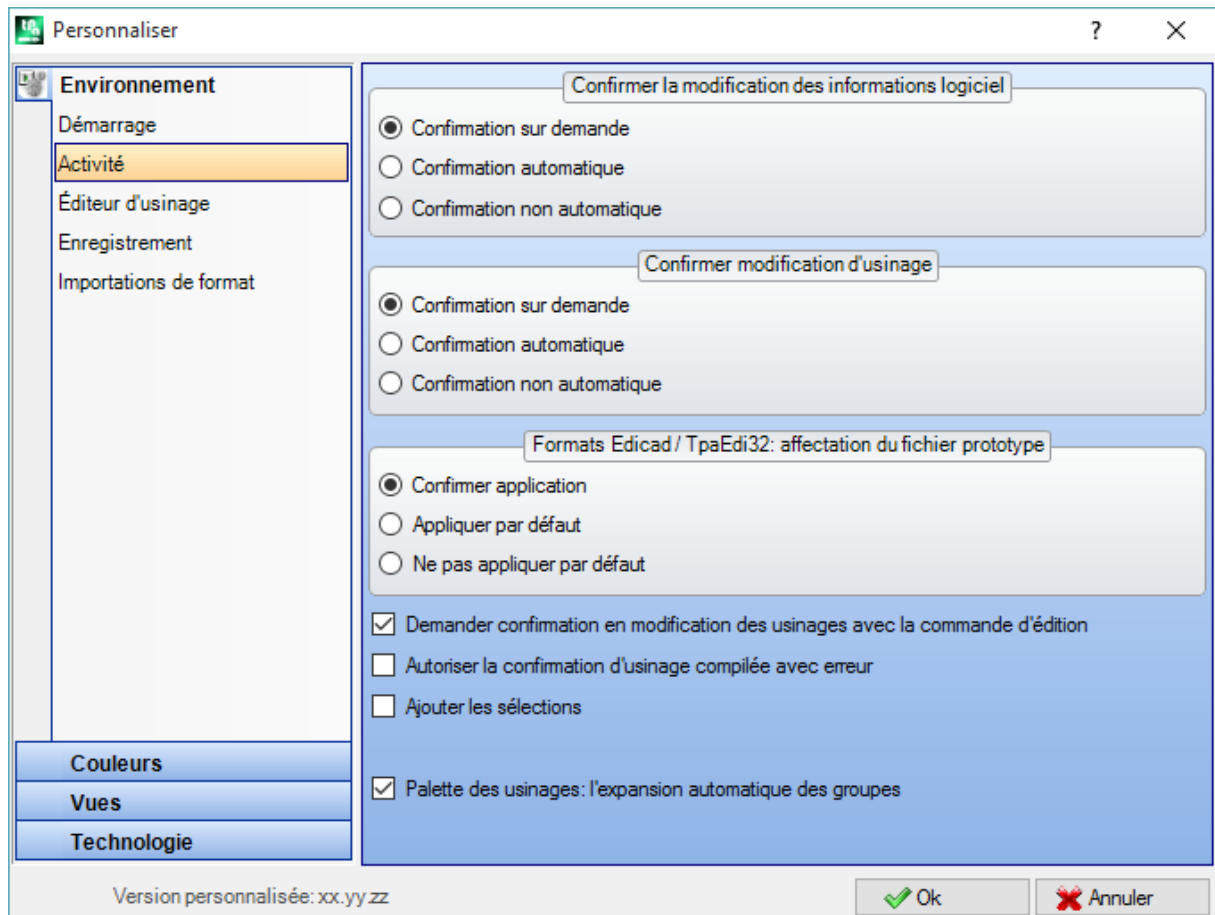 Personnaliser
?
Environnement
Démarrage
Activité
Éditeur d'usinage
Enregistrement
Importations de format
Couleurs
Vues
Technologie
Confirmer la modification des informations logiciel
Confirmation sur demande
Confirmation automatique
Confirmation non automatique
Confirmer modification d'usinage
Confirmation sur demande
Confirmation automatique
Confirmation non automatique
Formats Edicad / TpaEdi32: affectation du fichier prototype
Confirmer application
Appliquer par défaut
Ne pas appliquer par défaut
Demander confirmation en modification des usinages avec la commande d'édition
Autoriser la confirmation d'usinage compilée avec erreur
Ajouter les sélections
Palette des usinages: l'expansion automatique des groupes
Version personnalisée: xx.yy.zz
Ok
Annuler